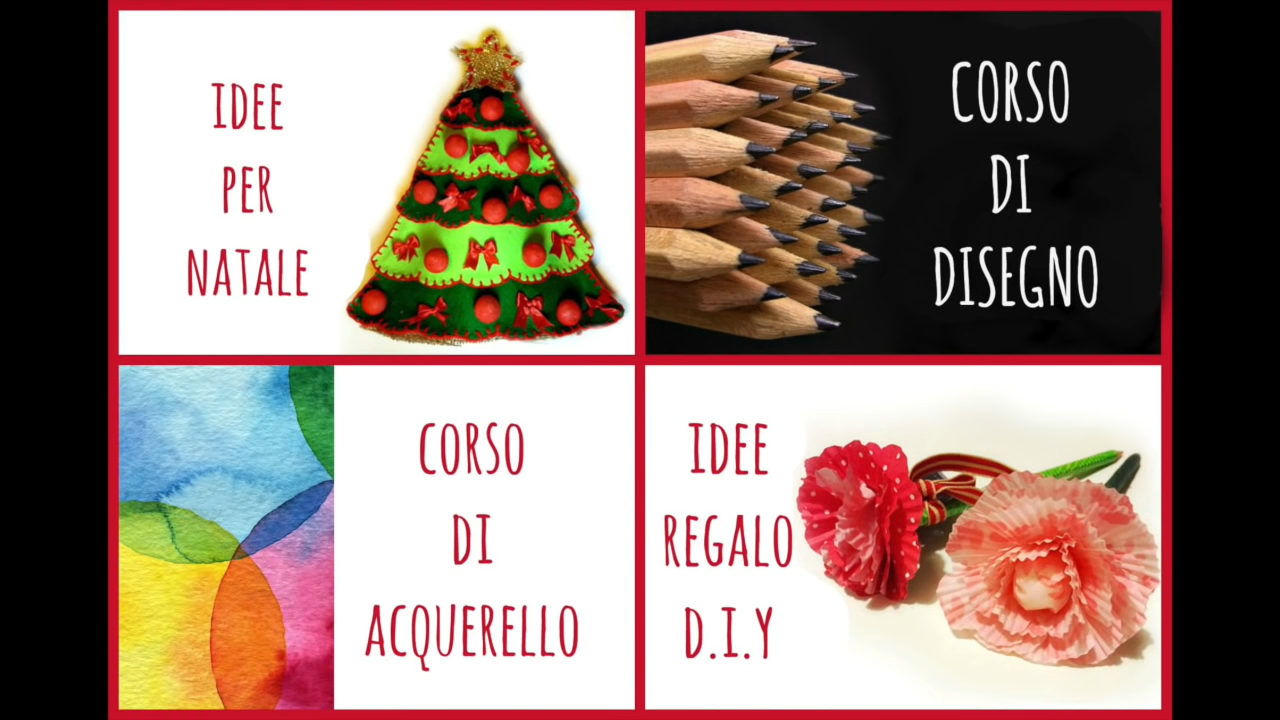 IDEE
PER
NATALE
CORSO
DI
DISEGNO
CORSO
DI
ACQUERELLO
IDEE
REGALO
D.I.Y